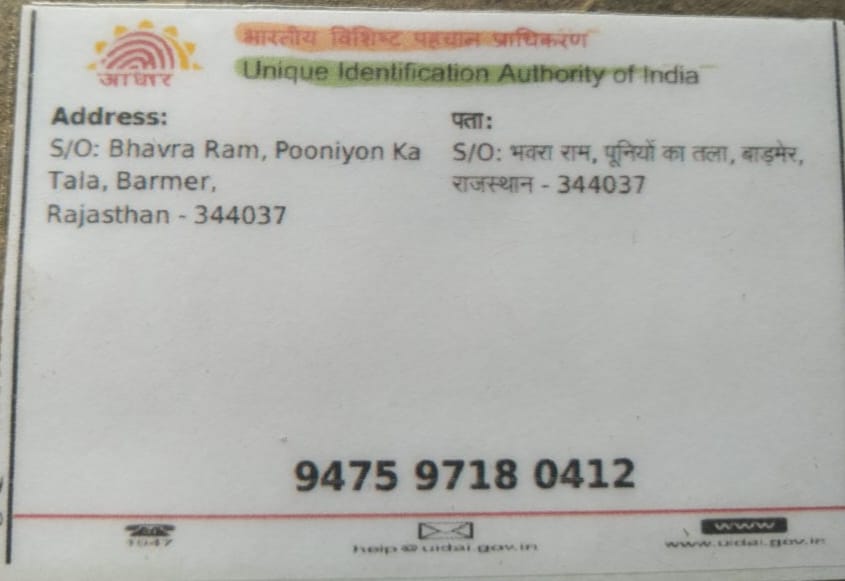 भारतीय विशिष्ट पहचान प्राधिकरण
Unique Identification Authority of India
आधार
Address:
S/O: Bhavra Ram, Pooniyon Ka
Tala, Barmer,
Rajasthan - 344037
पता:
S/O: भवरा राम, पूनियों का तला, बाड़मेर,
राजस्थान - 344037
9475 9718 0412
1947
help@uidai.gov.in
www
www.uidai.gov.in